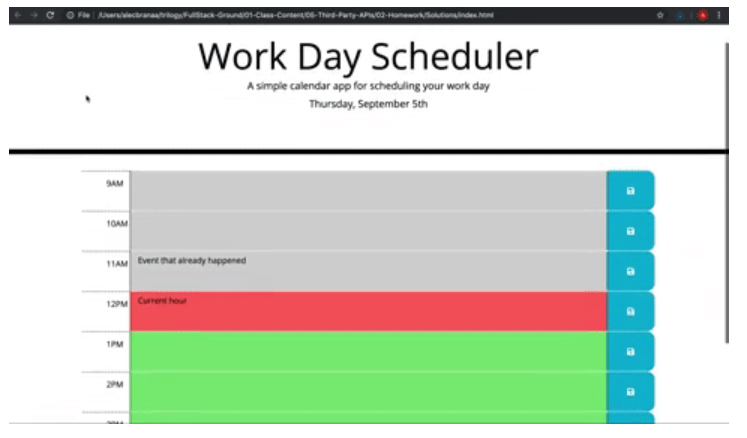 File | /Users/alecbranaa/trilogy/FullStack-Ground/01-Class-Content/05-Third-Party-APIs/02-Homework/Solutions/index.html
Work Day Scheduler
A simple calendar app for scheduling your work day
Thursday, September 5th
9AM
10AM
11AM Event that already happened
12PM Current hour
1PM
2PM